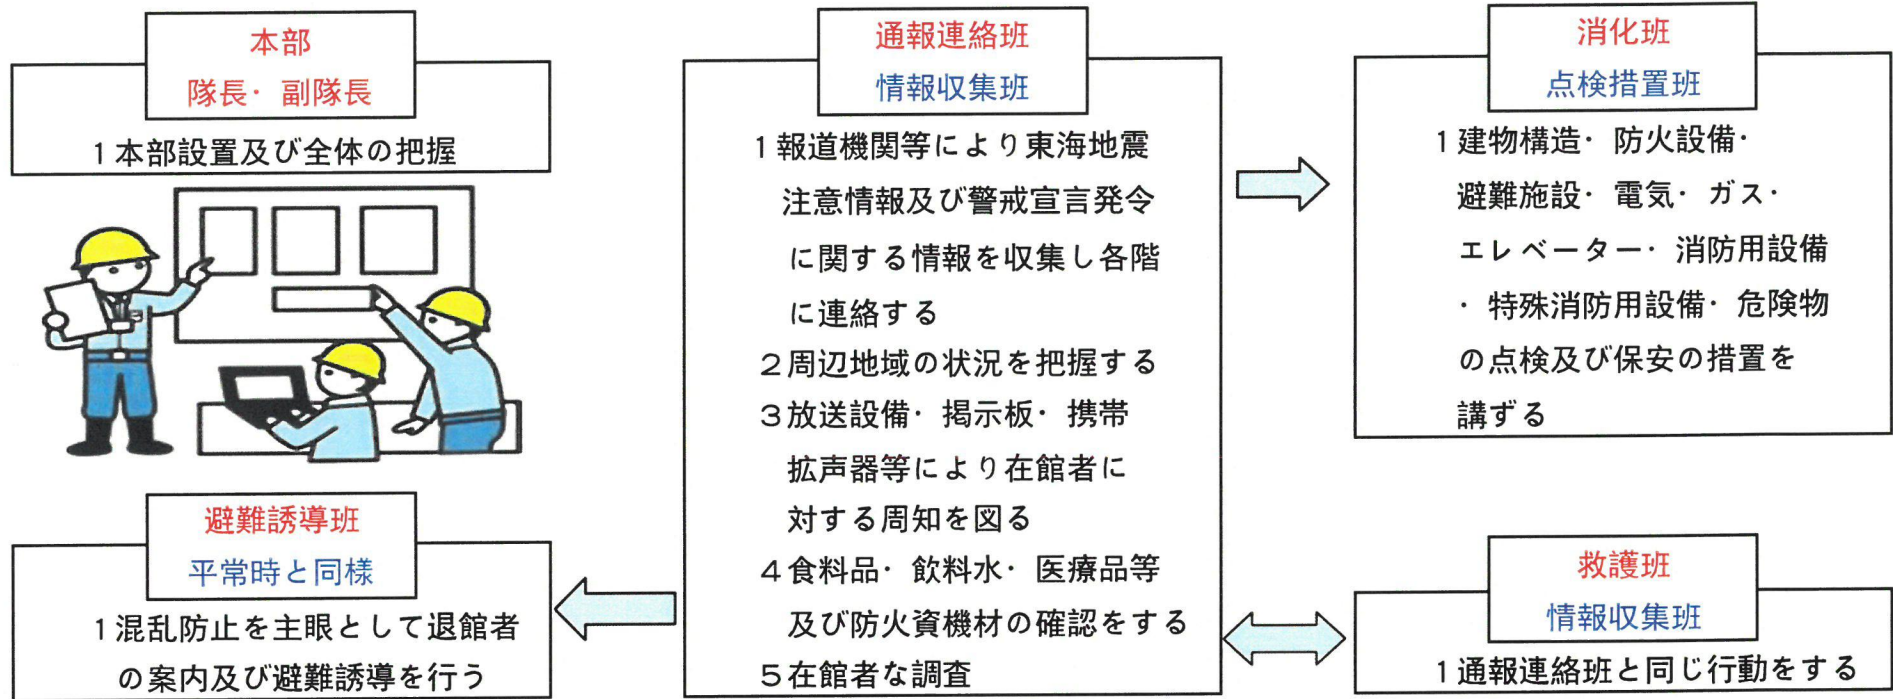 本部
隊長・副隊長
1本部設置及び全体の把握
避難誘導班
平常時と同様
1混乱防止を主眼として退館者
の案内及び避難誘導を行う
通報連絡班
情報収集班
1報道機関等により東海地震
注意情報及び警戒宣言発令
に関する情報を収集し各階
に連絡する
2周辺地域の状況を把握する
3放送設備・掲示板・携帯
拡声器等により在館者に
対する周知を図る
4食料品・飲料水・医療品等
及び防火資機材の確認をする
5在館者な調査
消化班
点検措置班
1建物構造・防火設備・
避難施設・電気・ガス・
エレベーター・消防用設備
・特殊消防用設備・危険物
の点検及び保安の措置を
講ずる
救護班
情報収集班
1通報連絡班と同じ行動をする